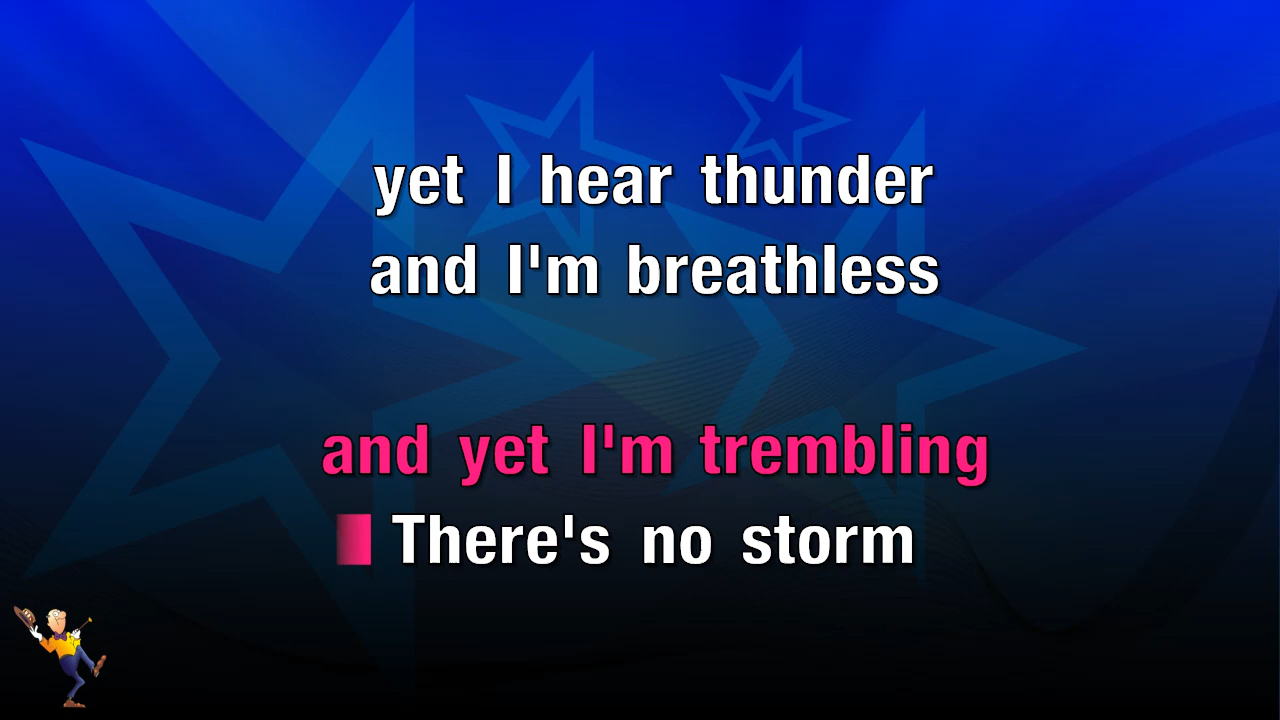 yet I hear thunder
and I'm breathless
and yet I'm trembling
There's no storm